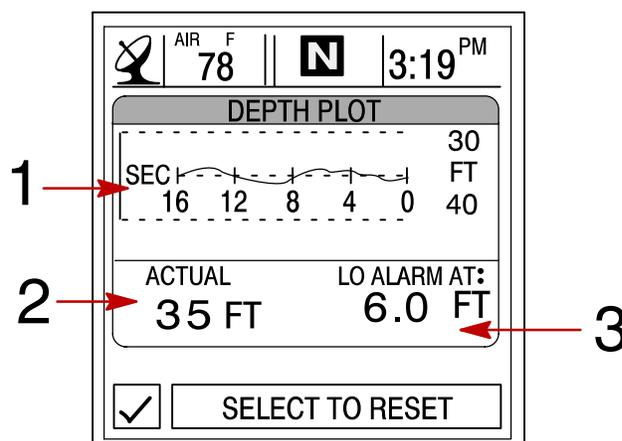 AIR F
78 N 3:19 PM
DEPTH PLOT
30
1 SEC FT
16 12 8 4 0 40
ACTUAL LO ALARM AT:
2 35 FT 6.0 FT
3
SELECT TO RESET